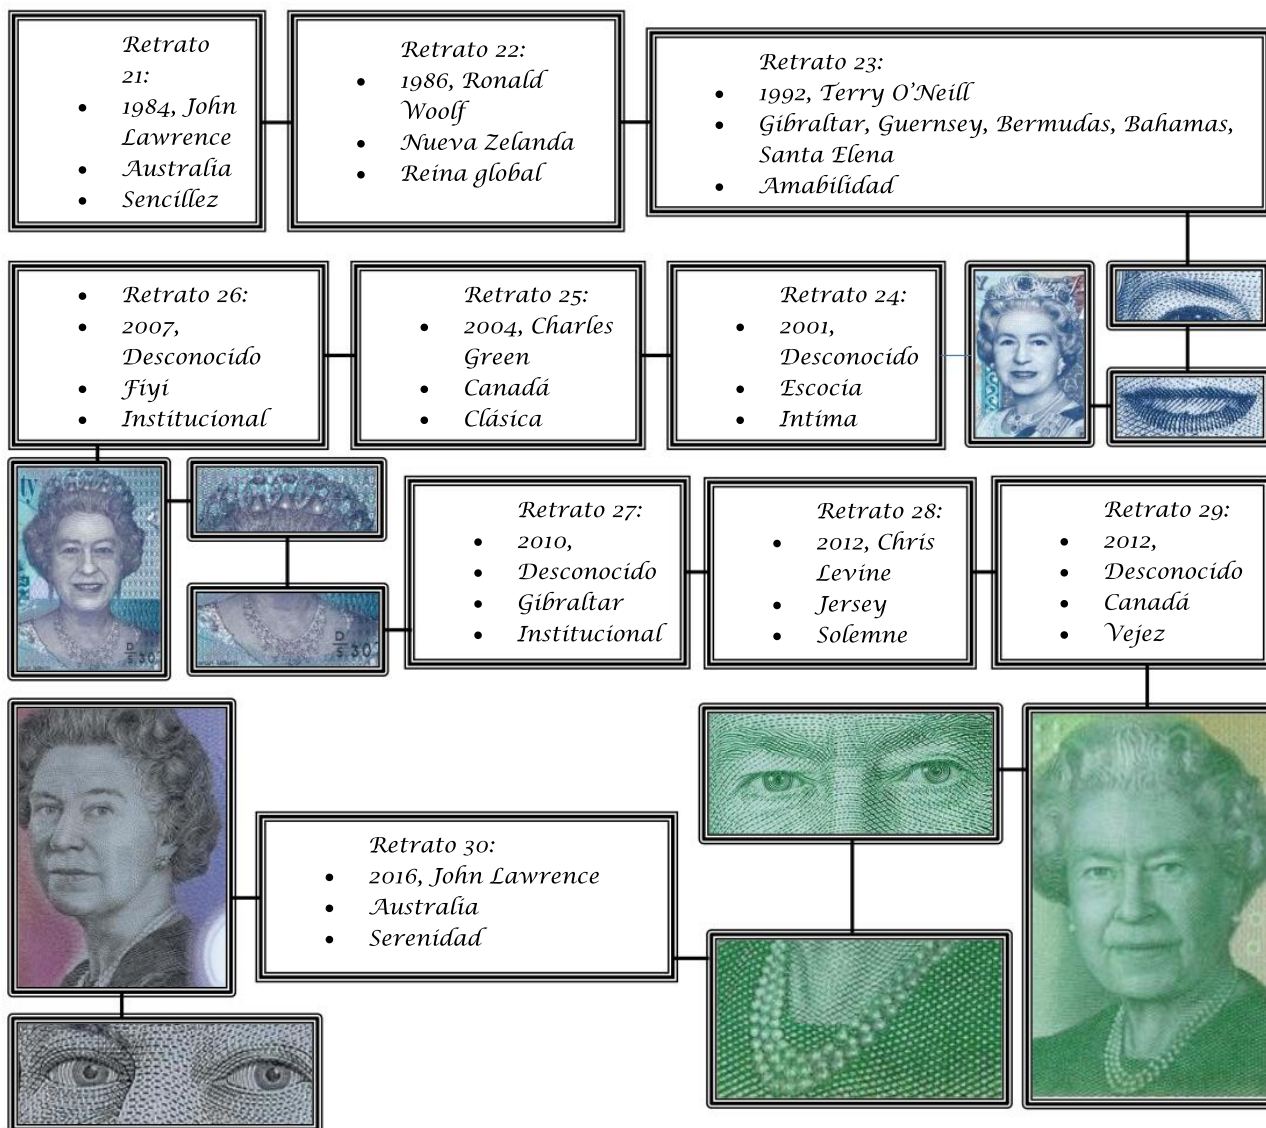 Retrato
21:
• 1984, John
Lawrence
• Australia
• Sencillez
Retrato 22:
• 1986, Ronald
Woolf
• Nueva Zelanda
• Reina global
Retrato 23:
• 1992, Terry O’Neill
• Gibraltar, Guernsey, Bermudas, Bahamas,
Santa Elena
• Amabilidad
• Retrato 26:
• 2007,
Desconocido
• Fiyi
• Institucional
Retrato 25:
• 2004, Charles
Green
• Canadá
• Clásica
Retrato 24:
• 2001,
Desconocido
• Escocia
• Intima
Retrato 27:
• 2010,
• Desconocido
• Gibraltar
• Institucional
Retrato 28:
• 2012, Chris
Levine
• Jersey
• Solemne
Retrato 29:
• 2012,
• Desconocido
• Canadá
• Vejez
D/S 30
D/S 30
Retrato 30:
• 2016, John Lawrence
• Australia
• Serenidad